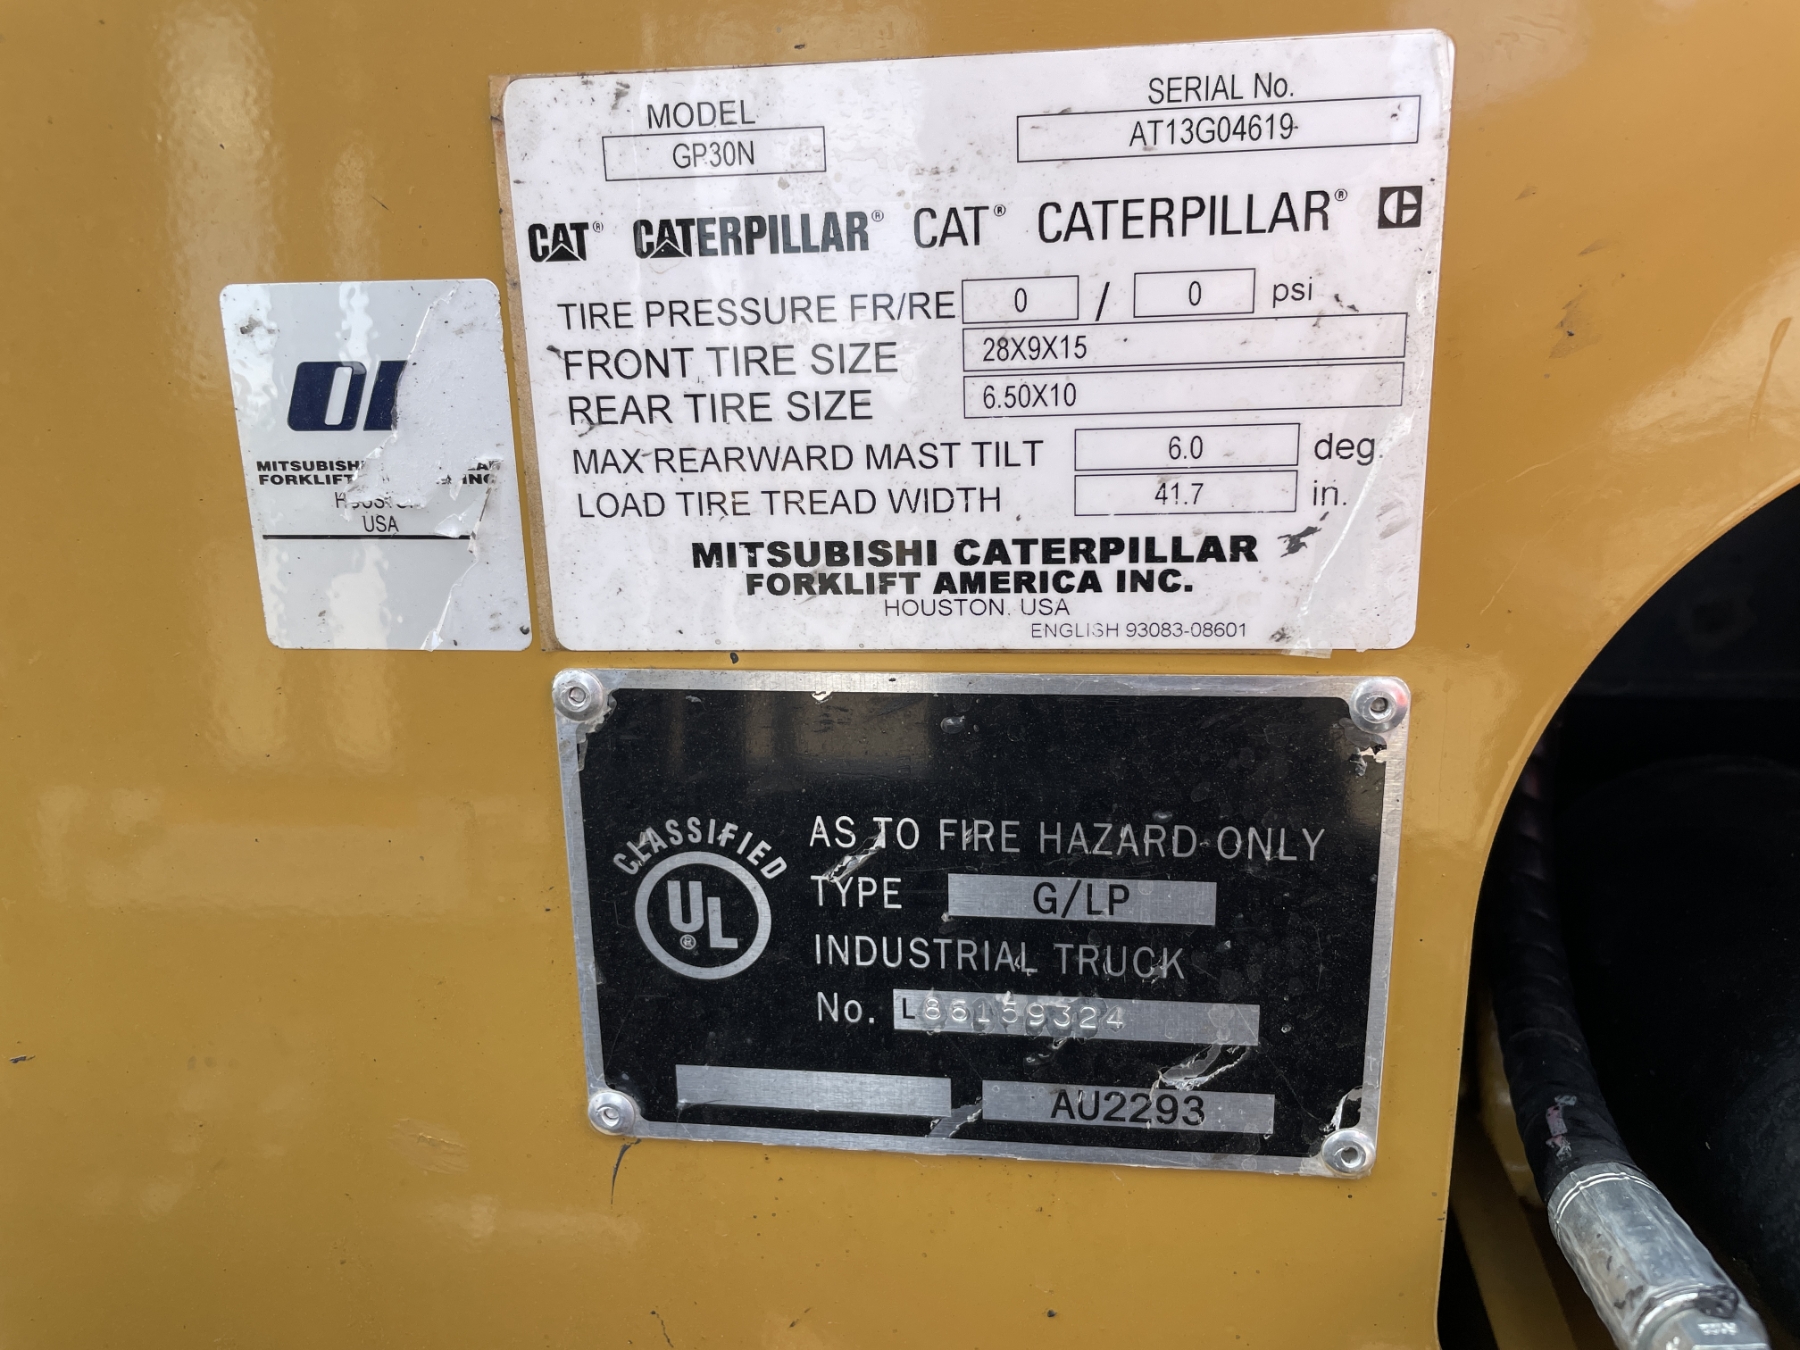 MODEL
GP30N
SERIAL No.
AT13G04619
CAT® CATERPILLAR® CAT® CATERPILLAR®
TIRE PRESSURE FR/RE 0 / 0 psi
FRONT TIRE SIZE 28X9X15
REAR TIRE SIZE 6.50X10
MAX REARWARD MAST TILT 6.0 deg.
LOAD TIRE TREAD WIDTH 41.7 in.
MITSUBISHI CATERPILLAR
FORKLIFT AMERICA INC.
HOUSTON, USA
ENGLISH 93083-08601
MITSUBISHI
FORKLIFT INC
USA
CLASSIFIED
UL®
AS TO FIRE HAZARD ONLY
TYPE G/LP
INDUSTRIAL TRUCK
No. L86159324
AU2293